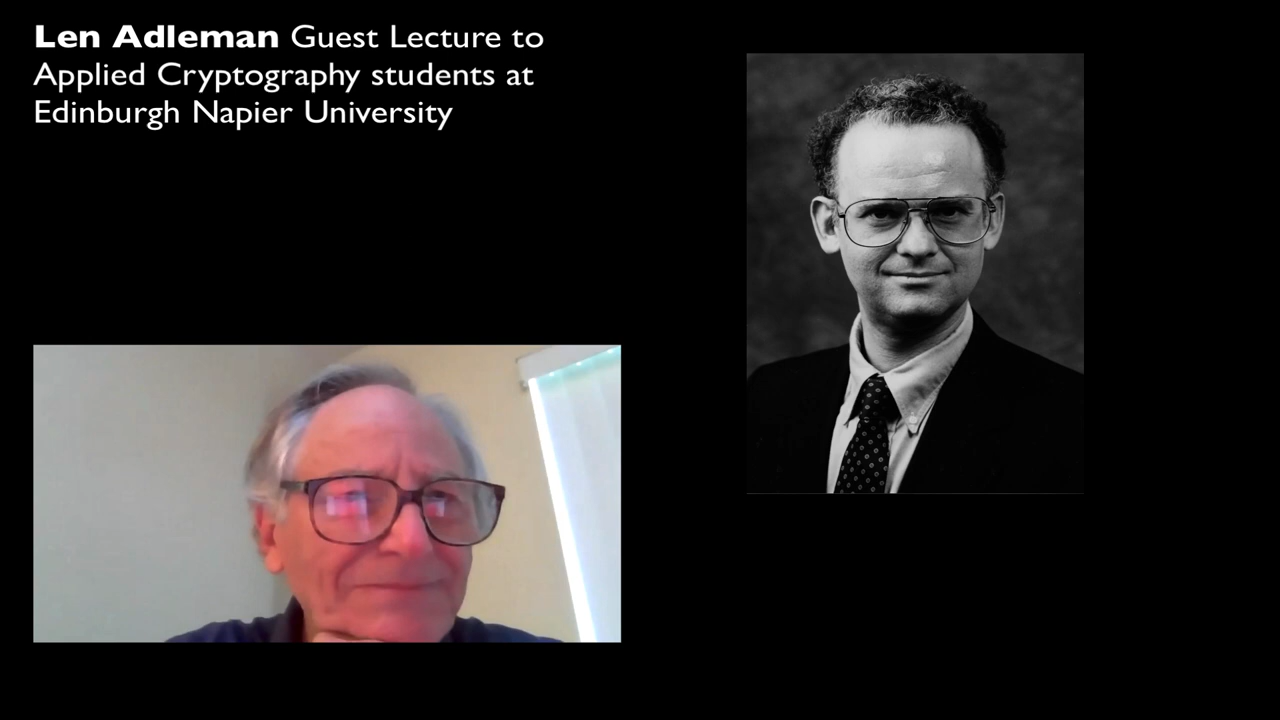 Len Adleman Guest Lecture to
Applied Cryptography students at
Edinburgh Napier University